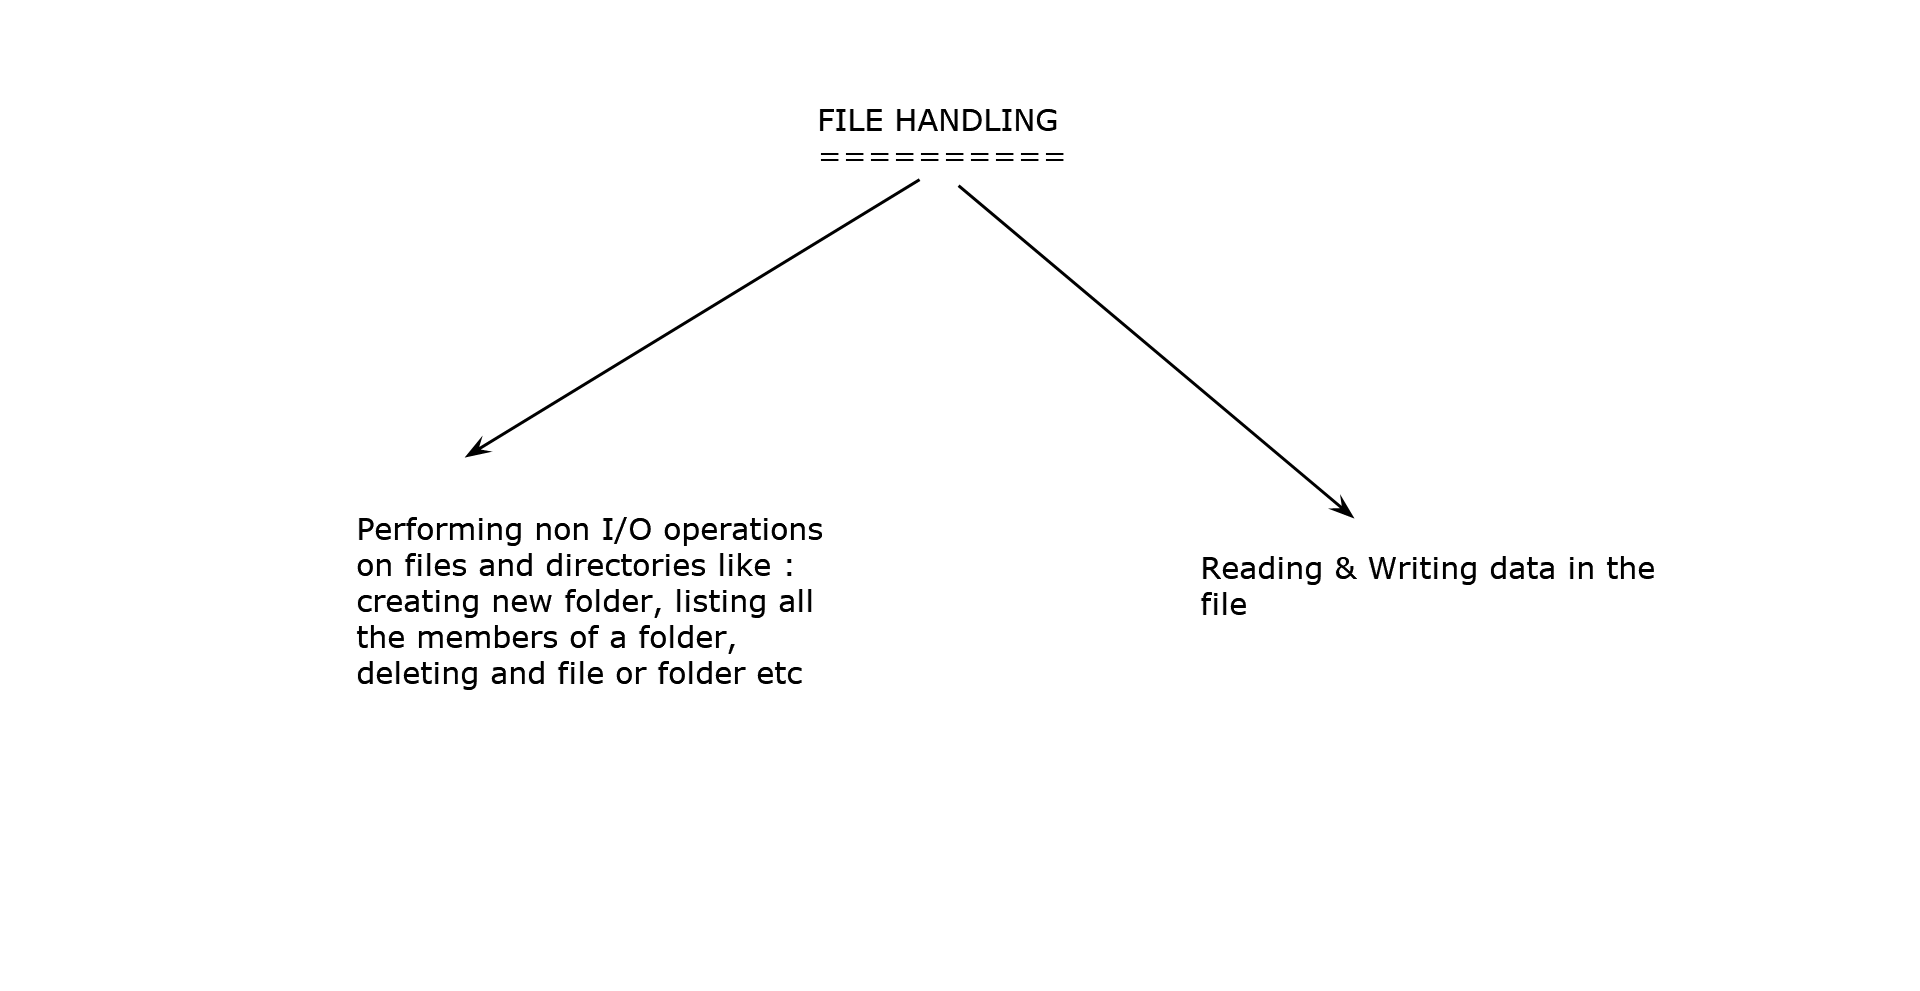 FILE HANDLING
==========
Performing non I/O operations
on files and directories like :
creating new folder, listing all
the members of a folder,
deleting and file or folder etc
Reading & Writing data in the
file